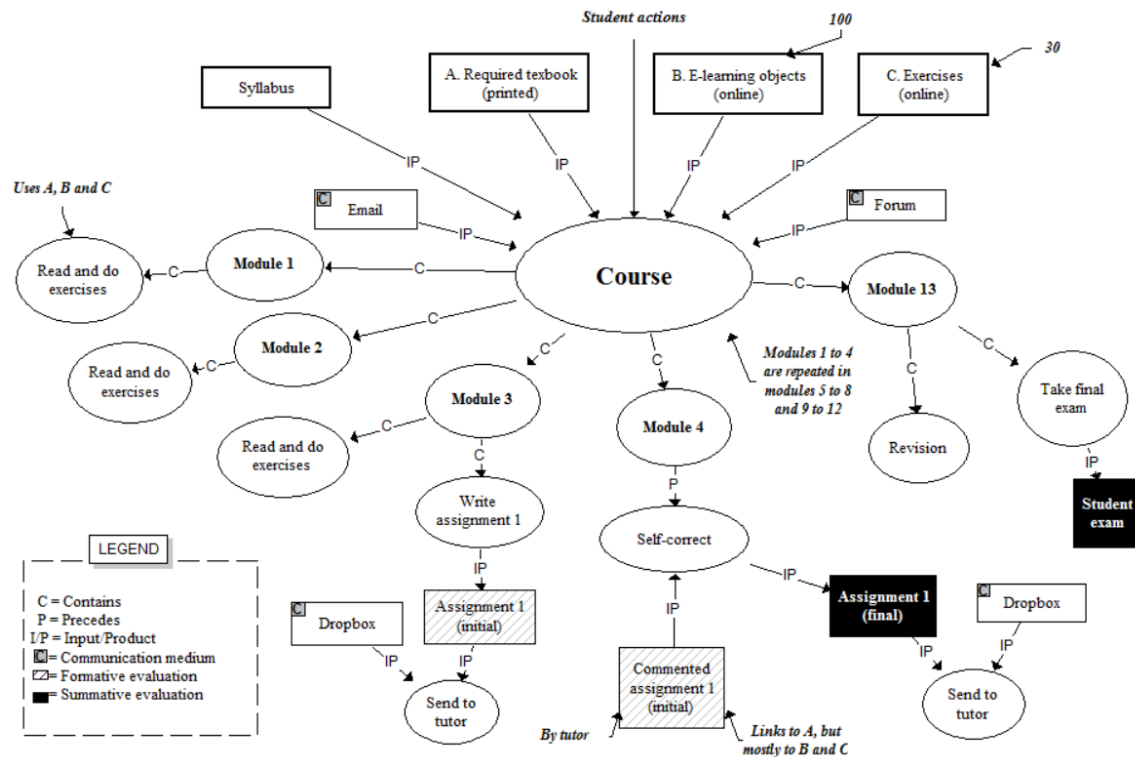 Student actions
100
30
Syllabus
A. Required texbook
(printed)
B. E-learning objects
(online)
C. Exercises
(online)
IP
IP
IP
IP
Uses A, B and C
C
Email
IP
C
Forum
IP
Read and do
exercises
C
Module 1
C
Course
C
Module 13
Read and do
exercises
C
Module 2
C
C
C
Modules 1 to 4
are repeated in
modules 5 to 8
and 9 to 12
C
C
Read and do
exercises
C
Module 3
Module 4
Revision
Take final
exam
C
P
IP
Write
assignment 1
Self-correct
Student
exam
IP
IP
LEGEND
C = Contains
P = Precedes
I/P = Input/Product
C = Communication medium
= Formative evaluation
= Summative evaluation
C
Dropbox
Assignment 1
(initial)
IP
Assignment 1
(final)
C
Dropbox
IP
IP
IP
IP
Send to
tutor
Commented
assignment 1
(initial)
Send to
tutor
By tutor
Links to A, but
mostly to B and C